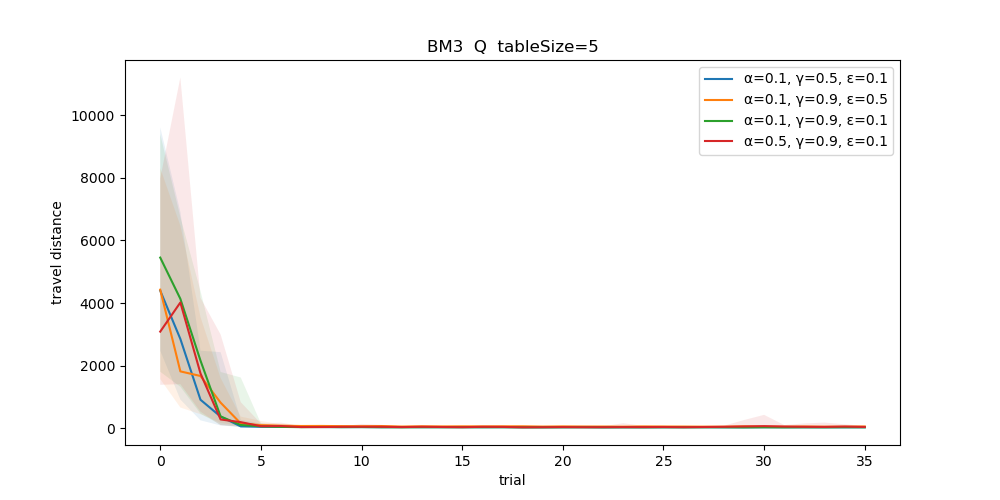 BM3 Q tableSize=5
α=0.1, γ=0.5, ε=0.1
α=0.1, γ=0.9, ε=0.5
α=0.1, γ=0.9, ε=0.1
α=0.5, γ=0.9, ε=0.1
10000
8000
6000
4000
2000
0
travel distance
0 5 10 15 20 25 30 35
trial